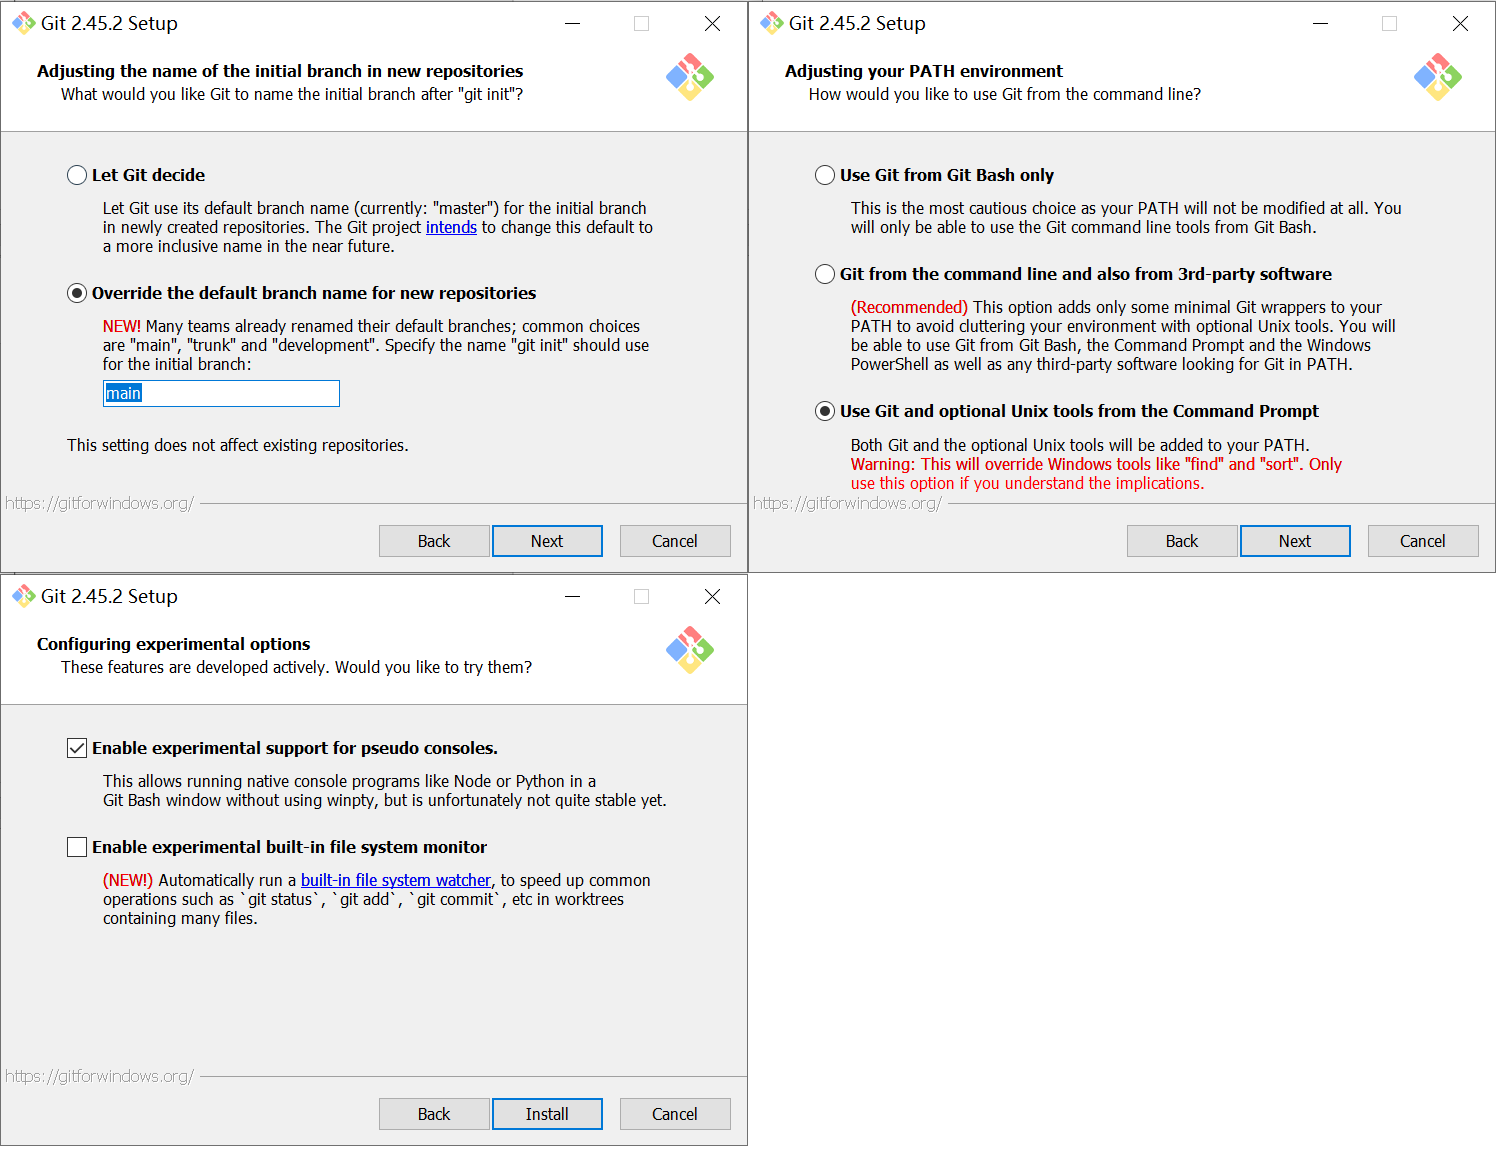 Git 2.45.2 Setup
Adjusting the name of the initial branch in new repositories
What would you like Git to name the initial branch after "git init"?
Let Git decide
Let Git use its default branch name (currently: "master") for the initial branch
in newly created repositories. The Git project intends to change this default to
a more inclusive name in the near future.
Override the default branch name for new repositories
NEW! Many teams already renamed their default branches; common choices
are "main", "trunk" and "development". Specify the name "git init" should use
for the initial branch:
main
This setting does not affect existing repositories.
https://gitforwindows.org/
Back
Next
Cancel
Git 2.45.2 Setup
Adjusting your PATH environment
How would you like to use Git from the command line?
Use Git from Git Bash only
This is the most cautious choice as your PATH will not be modified at all. You
will only be able to use the Git command line tools from Git Bash.
Git from the command line and also from 3rd-party software
(Recommended) This option adds only some minimal Git wrappers to your
PATH to avoid cluttering your environment with optional Unix tools. You will
be able to use Git from Git Bash, the Command Prompt and the Windows
PowerShell as well as any third-party software looking for Git in PATH.
Use Git and optional Unix tools from the Command Prompt
Both Git and the optional Unix tools will be added to your PATH.
Warning: This will override Windows tools like "find" and "sort". Only
use this option if you understand the implications.
https://gitforwindows.org/
Back
Next
Cancel
Git 2.45.2 Setup
Configuring experimental options
These features are developed actively. Would you like to try them?
Enable experimental support for pseudo consoles.
This allows running native console programs like Node or Python in a
Git Bash window without using winpty, but is unfortunately not quite stable yet.
Enable experimental built-in file system monitor
(NEW!) Automatically run a built-in file system watcher, to speed up common
operations such as `git status`, `git add`, `git commit`, etc in worktrees
containing many files.
https://gitforwindows.org/
Back
Install
Cancel